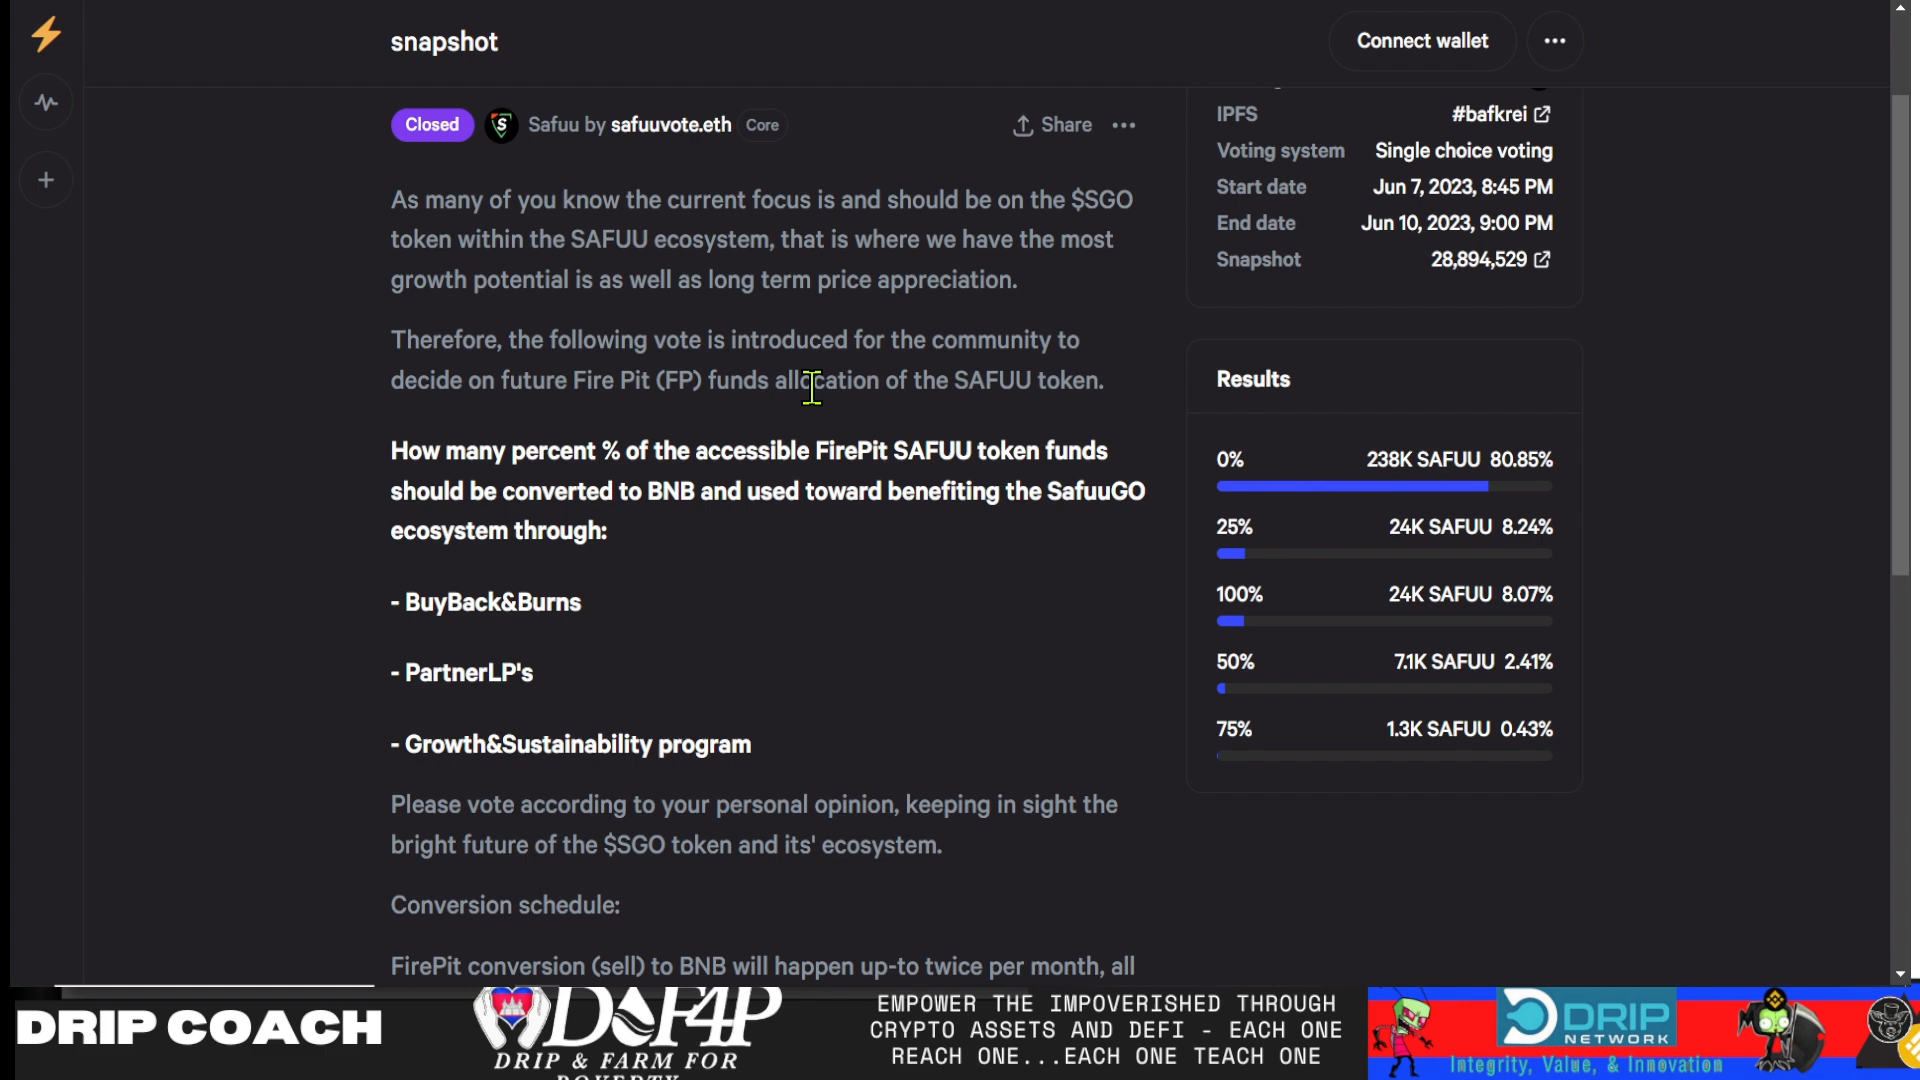 snapshot
Connect wallet
Closed
Safuu by safuuvote.eth Core
Share
As many of you know the current focus is and should be on the $SGO
token within the SAFUU ecosystem, that is where we have the most
growth potential is as well as long term price appreciation.
Therefore, the following vote is introduced for the community to
decide on future Fire Pit (FP) funds allocation of the SAFUU token.
How many percent % of the accessible FirePit SAFUU token funds
should be converted to BNB and used toward benefiting the SafuuGO
ecosystem through:
- BuyBack&Burns
- PartnerLP's
- Growth&Sustainability program
Please vote according to your personal opinion, keeping in sight the
bright future of the $SGO token and its' ecosystem.
Conversion schedule:
FirePit conversion (sell) to BNB will happen up-to twice per month, all
IPFS #bafkrei
Voting system Single choice voting
Start date Jun 7, 2023, 8:45 PM
End date Jun 10, 2023, 9:00 PM
Snapshot 28,894,529
Results
0% 238K SAFUU 80.85%
25% 24K SAFUU 8.24%
100% 24K SAFUU 8.07%
50% 7.1K SAFUU 2.41%
75% 1.3K SAFUU 0.43%
DRIP COACH
DFF4P
DRIP & FARM FOR
POVERTY
EMPOWER THE IMPOVERISHED THROUGH
CRYPTO ASSETS AND DEFI - EACH ONE
REACH ONE...EACH ONE TEACH ONE
DRIP
NETWORK
Integrity, Value, & Innovation